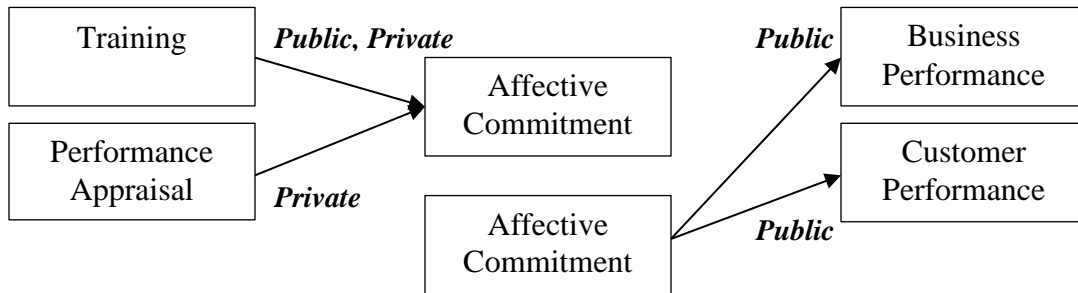 Training
Public, Private
Performance
Appraisal
Private
Affective
Commitment
Affective
Commitment
Public
Business
Performance
Customer
Performance
Public